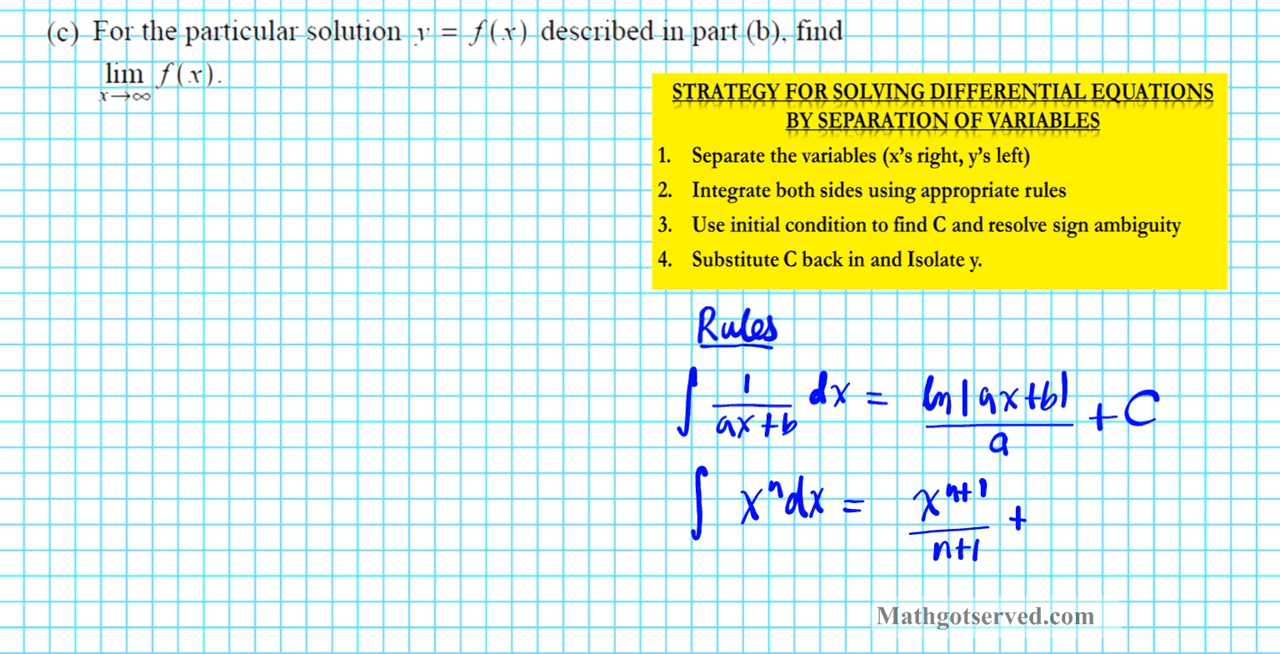 (c) For the particular solution y = f(x) described in part (b), find
lim f(x).
x→∞
STRATEGY FOR SOLVING DIFFERENTIAL EQUATIONS
BY SEPARATION OF VARIABLES
1. Separate the variables (x’s right, y’s left)
2. Integrate both sides using appropriate rules
3. Use initial condition to find C and resolve sign ambiguity
4. Substitute C back in and Isolate y.
Rules
∫ 1/(ax+b) dx = ln|ax+b|/a + C
∫ xⁿdx = xⁿ⁺¹/(n+1) +
Mathgotserved.com